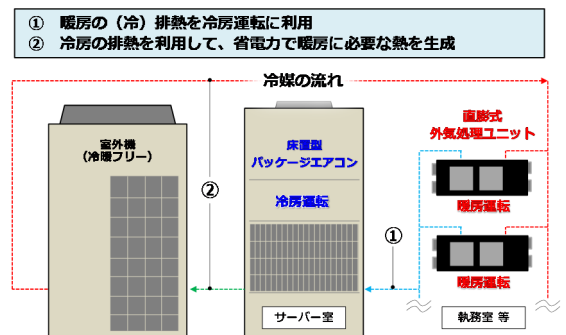 ① 暖房の（冷）排熱を冷房運転に利用
② 冷房の排熱を利用して、省電力で暖房に必要な熱を生成
冷媒の流れ
室外機
（冷暖フリー）
②
床置型
パッケージエアコン
冷房運転
サーバー室
①
直膨式
外気処理ユニット
暖房運転
暖房運転
執務室 等